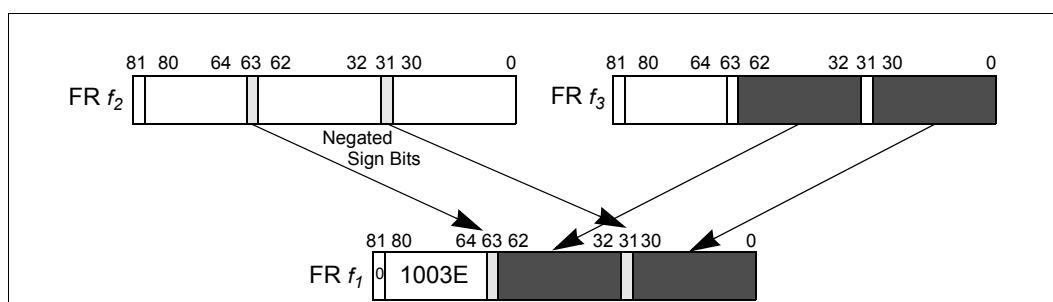 81 80 64 63 62 32 31 30 0
FR f2
81 80 64 63 62 32 31 30 0
FR f3
Negated
Sign Bits
81 80 64 63 62 32 31 30 0
FR f1
0
1003E